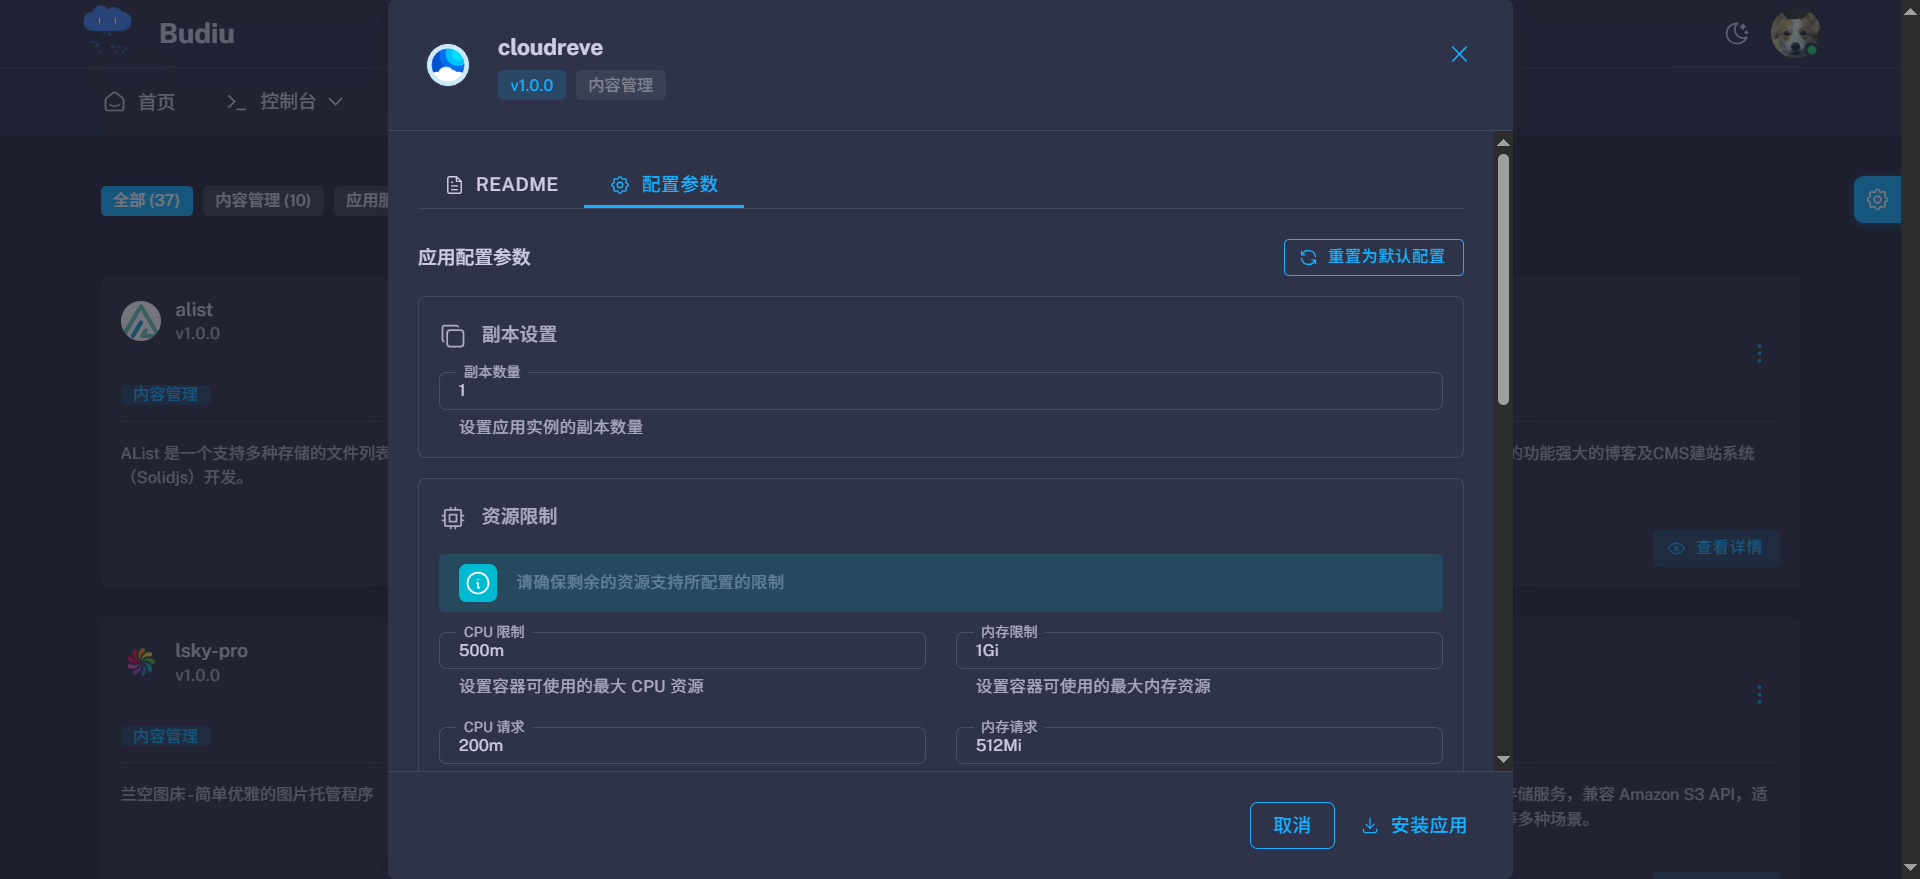 Budiu
cloudreve
v1.0.0
内容管理
首页
控制台
README
配置参数
全部 (37)
内容管理 (10)
应用
应用配置参数
重置为默认配置
alist
v1.0.0
副本设置
副本数量
1
设置应用实例的副本数量
内容管理
AList 是一个支持多种存储的文件列表
（Solidjs）开发。
的功能强大的博客及CMS建站系统
查看详情
资源限制
请确保剩余的资源支持所配置的限制
CPU 限制
500m
设置容器可使用的最大 CPU 资源
内存限制
1Gi
设置容器可使用的最大内存资源
CPU 请求
200m
内存请求
512Mi
lsky-pro
v1.0.0
内容管理
兰空图床 - 简单优雅的图片托管程序
储服务，兼容 Amazon S3 API，适
多种场景。
取消
安装应用